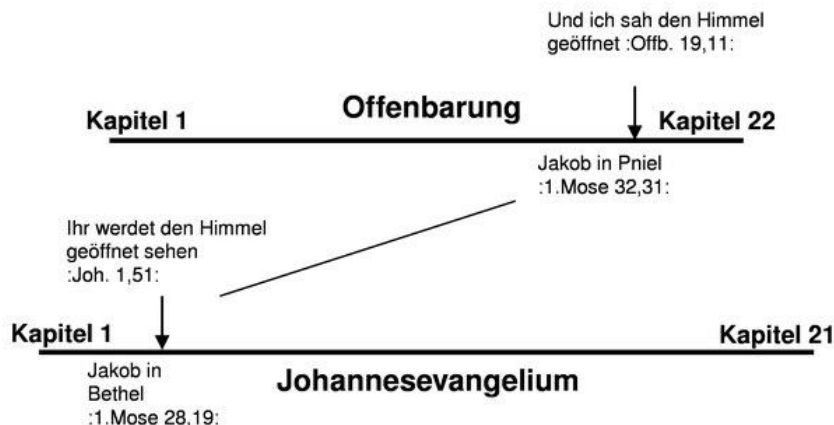 Und ich sah den Himmel
geöffnet :Offb. 19,11:
Offenbarung
Kapitel 1
Kapitel 22
Jakob in Pniel
:1.Mose 32,31:
Ihr werdet den Himmel
geöffnet sehen
:Joh. 1,51:
Kapitel 1
Kapitel 21
Jakob in
Bethel
:1.Mose 28,19:
Johannesevangelium